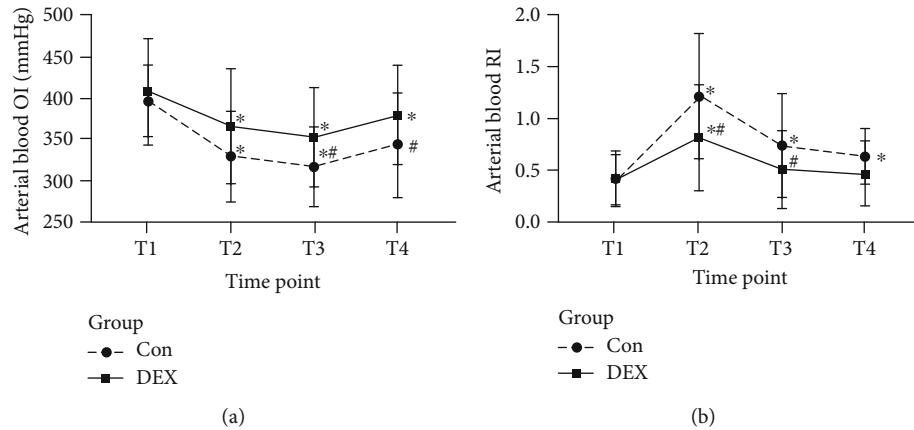 500
450
400
350
300
250
Arterial blood OI (mmHg)
*
*
*
*#
*
#
T1 T2 T3 T4
Time point
Group
Con
DEX
(a)
2.0
1.5
1.0
0.5
0.0
Arterial blood RI
*
*#
*
#
*
T1 T2 T3 T4
Time point
Group
Con
DEX
(b)